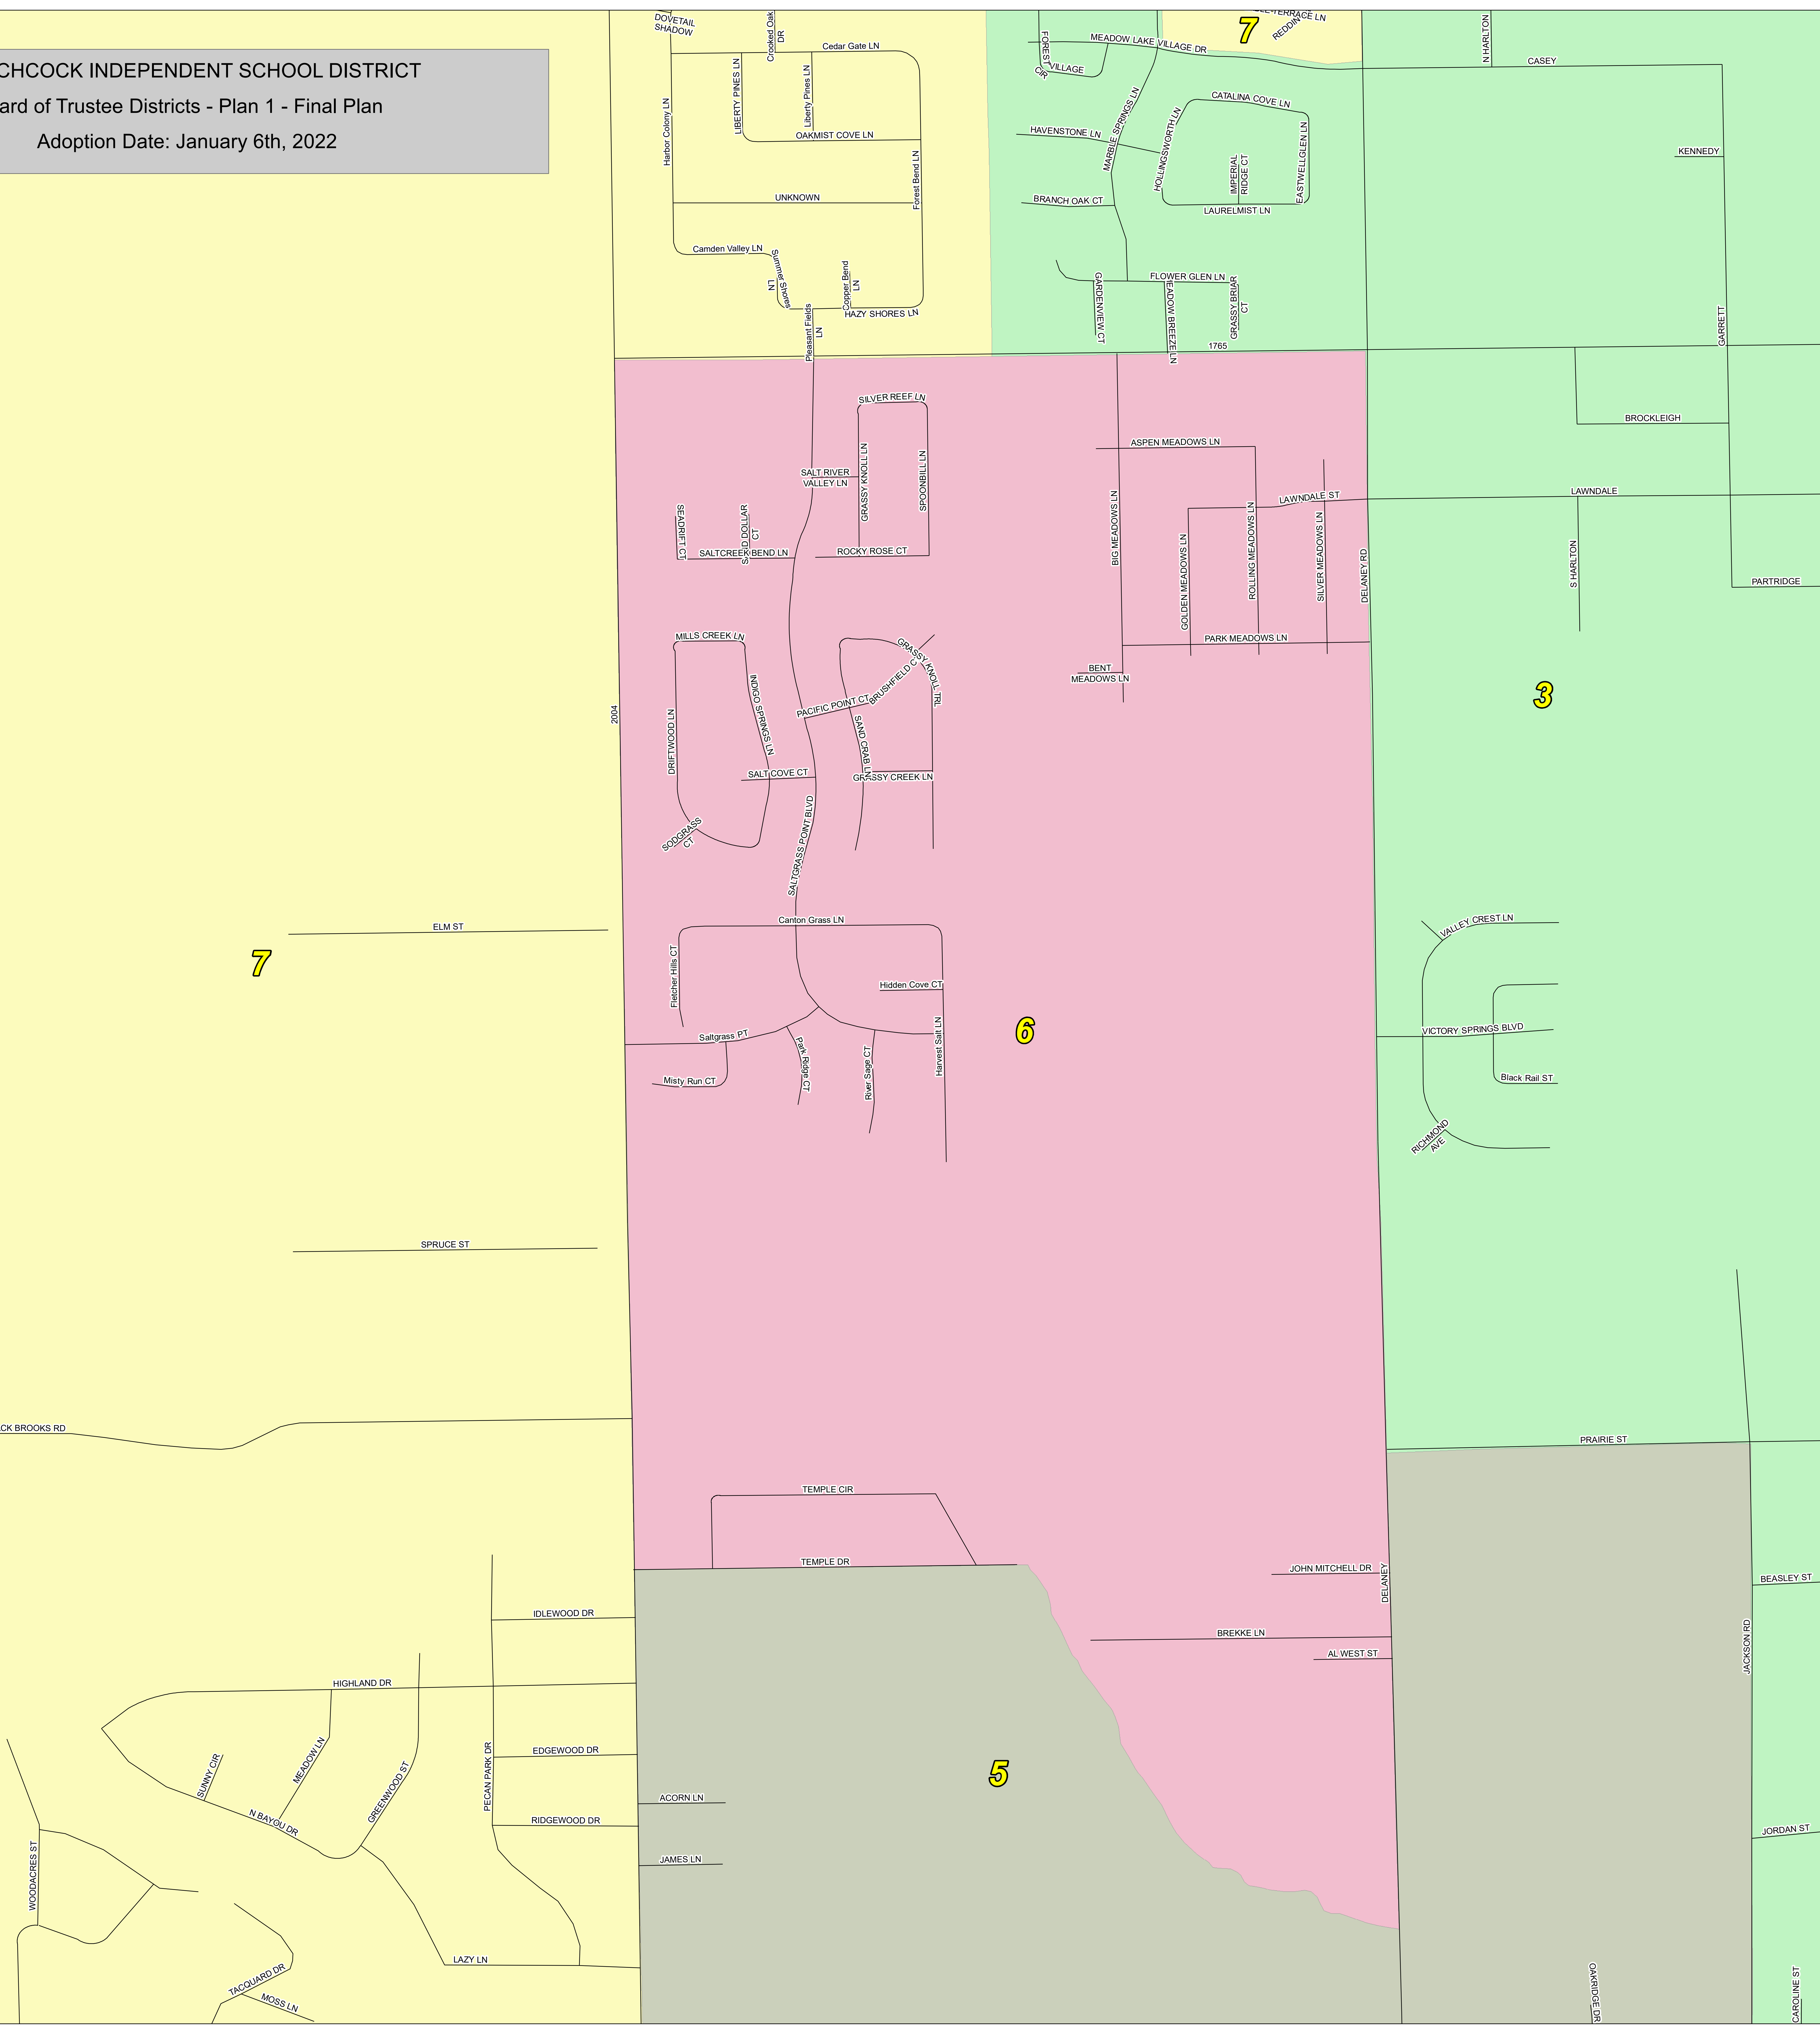 CHCOCK INDEPENDENT SCHOOL DISTRICT
ard of Trustee Districts - Plan 1 - Final Plan
Adoption Date: January 6th, 2022
DOVETAIL
SHADOW
Crooked Oak
DR
Cedar Gate LN
LIBERTY PINES LN
Liberty Pines LN
Harbor Colony LN
OAKMIST COVE LN
Forest Bend LN
UNKNOWN
Camden Valley LN
Summer Shores
LN
Copper Bend
LN
HAZY SHORES LN
Pleasant Fields
LN
7
TERRACE LN
REDDIN
FOREST
VILLAGE
CIR
MEADOW LAKE VILLAGE DR
MARBLE SPRINGS LN
HAVENSTONE LN
HOLLINGSWORTH LN
CATALINA COVE LN
EASTWELLGLEN LN
IMPERIAL
RIDGE CT
LAURELMIST LN
BRANCH OAK CT
FLOWER GLEN LN
GARDENVIEW CT
EADOW BREEZE LN
GRASSY BRIAR
CT
1765
N HARLTON
CASEY
KENNEDY
GARRETT
BROCKLEIGH
LAWNDALE
S HARLTON
PARTRIDGE
3
SILVER REEF LN
SALT RIVER
VALLEY LN
GRASSY KNOLL LN
SPOONBILL LN
SEADRIFT CT
SAND DOLLAR
CT
SALTCREEK BEND LN
ROCKY ROSE CT
ASPEN MEADOWS LN
LAWNDALE ST
BIG MEADOWS LN
GOLDEN MEADOWS LN
ROLLING MEADOWS LN
SILVER MEADOWS LN
DELANEY RD
PARK MEADOWS LN
BENT
MEADOWS LN
MILLS CREEK LN
INDIGO SPRINGS LN
DRIFTWOOD LN
2004
GRASSY KNOLL TRL
BRUSHFIELD C
PACIFIC POINT CT
SAND CRAB LN
SALT COVE CT
GRASSY CREEK LN
SODGRASS
CT
SALTGRASS POINT BLVD
Canton Grass LN
Fletcher Hills CT
Hidden Cove CT
Harvest Salt LN
Saltgrass PT
Misty Run CT
Park Ridge CT
River Sage CT
6
ELM ST
7
SPRUCE ST
VALLEY CREST LN
VICTORY SPRINGS BLVD
Black Rail ST
RICHMOND
AVE
CK BROOKS RD
PRAIRIE ST
TEMPLE CIR
TEMPLE DR
JOHN MITCHELL DR
DELANEY
BREKKE LN
AL WEST ST
BEASLEY ST
JACKSON RD
JORDAN ST
CAROLINE ST
OAKRIDGE DR
5
IDLEWOOD DR
HIGHLAND DR
EDGEWOOD DR
PECAN PARK DR
RIDGEWOOD DR
SUNNY CIR
MEADOW LN
GREENWOOD ST
N BAYOU DR
WOODACRES ST
ACORN LN
JAMES LN
LAZY LN
TACQUARD DR
MOSS LN